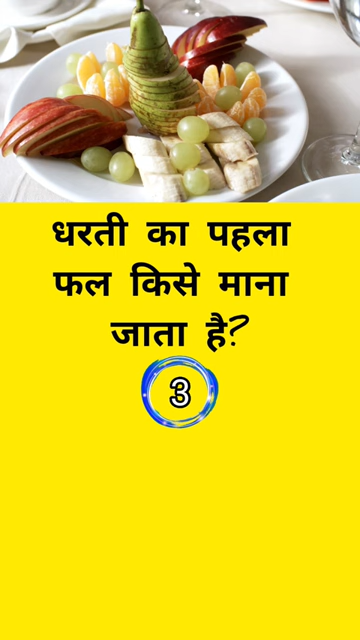 धरती का पहला
फल किसे माना
जाता है?
3